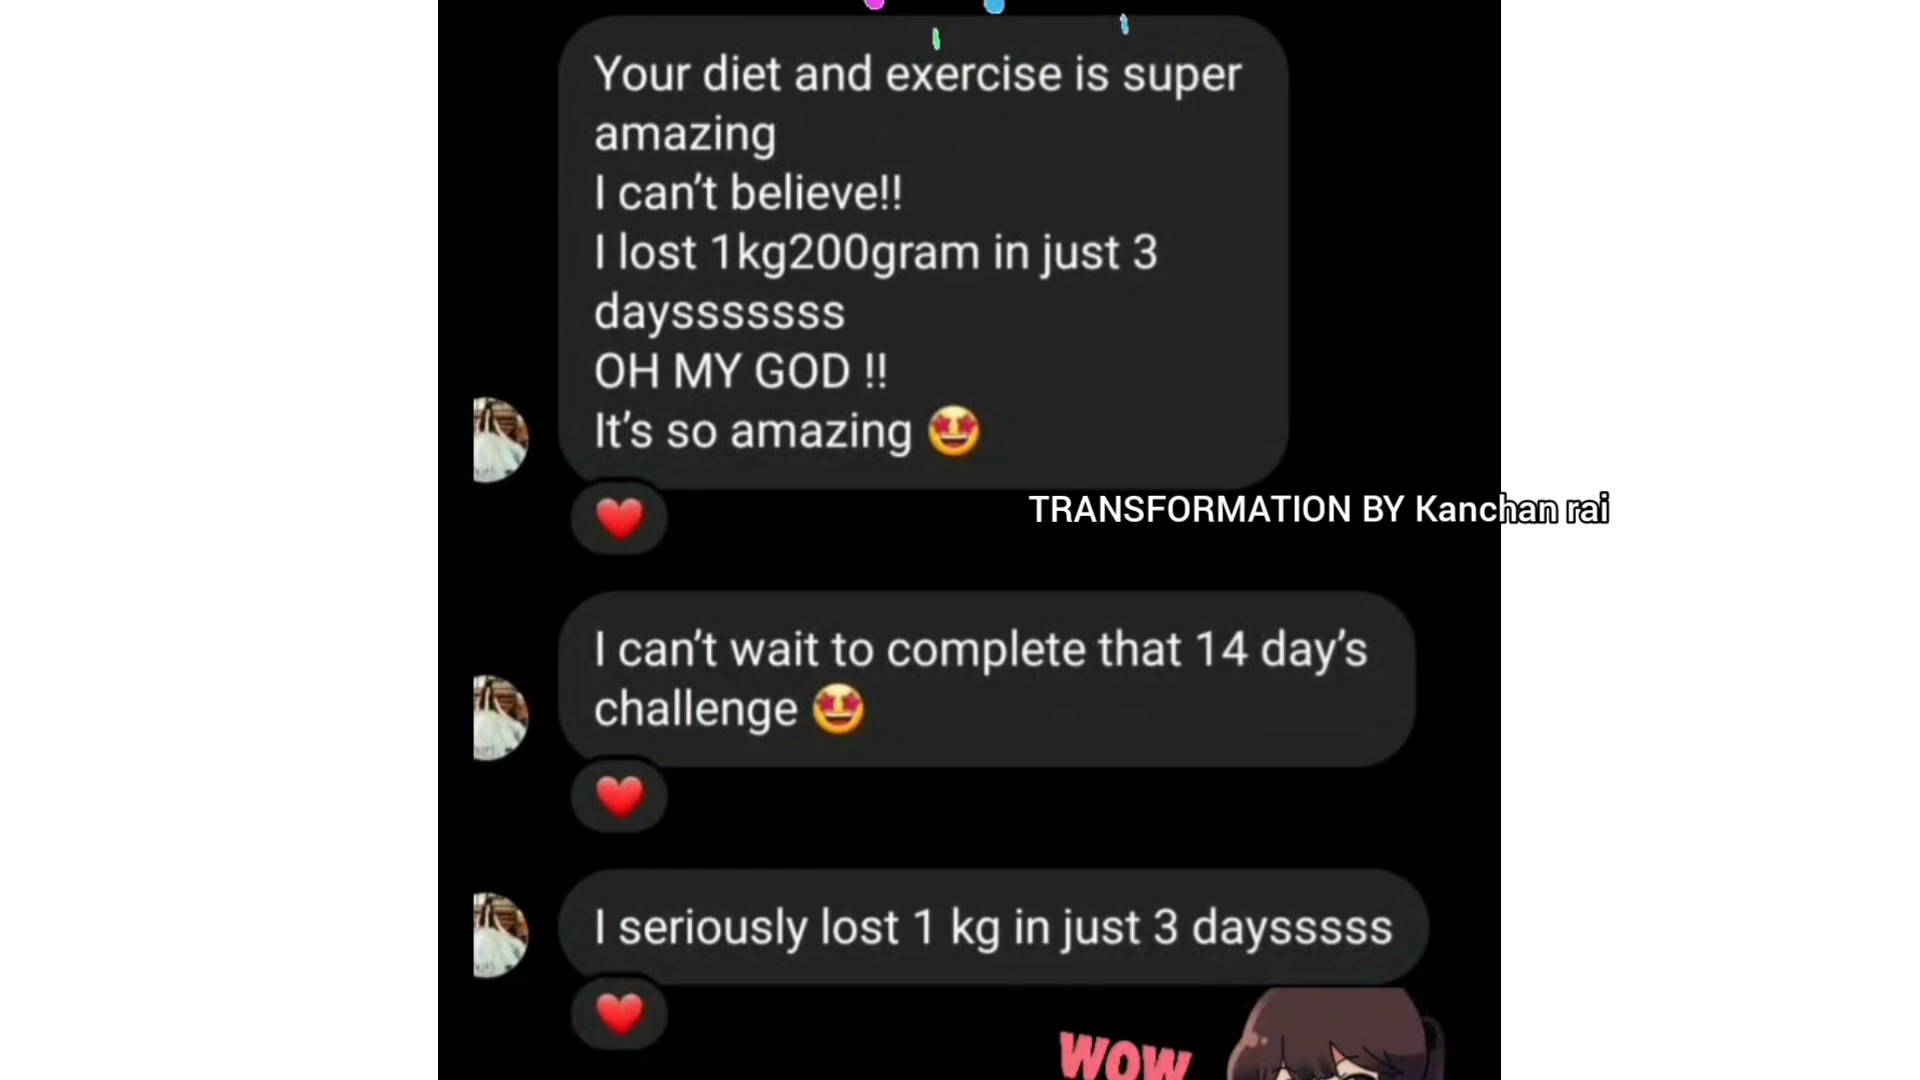 Your diet and exercise is super
amazing
I can't believe!!
I lost 1kg200gram in just 3
daysssssss
OH MY GOD !!
It's so amazing 🤩
❤️
TRANSFORMATION BY Kanchan rai
I can't wait to complete that 14 day's
challenge 🤩
❤️
I seriously lost 1 kg in just 3 daysssss
❤️
WOW